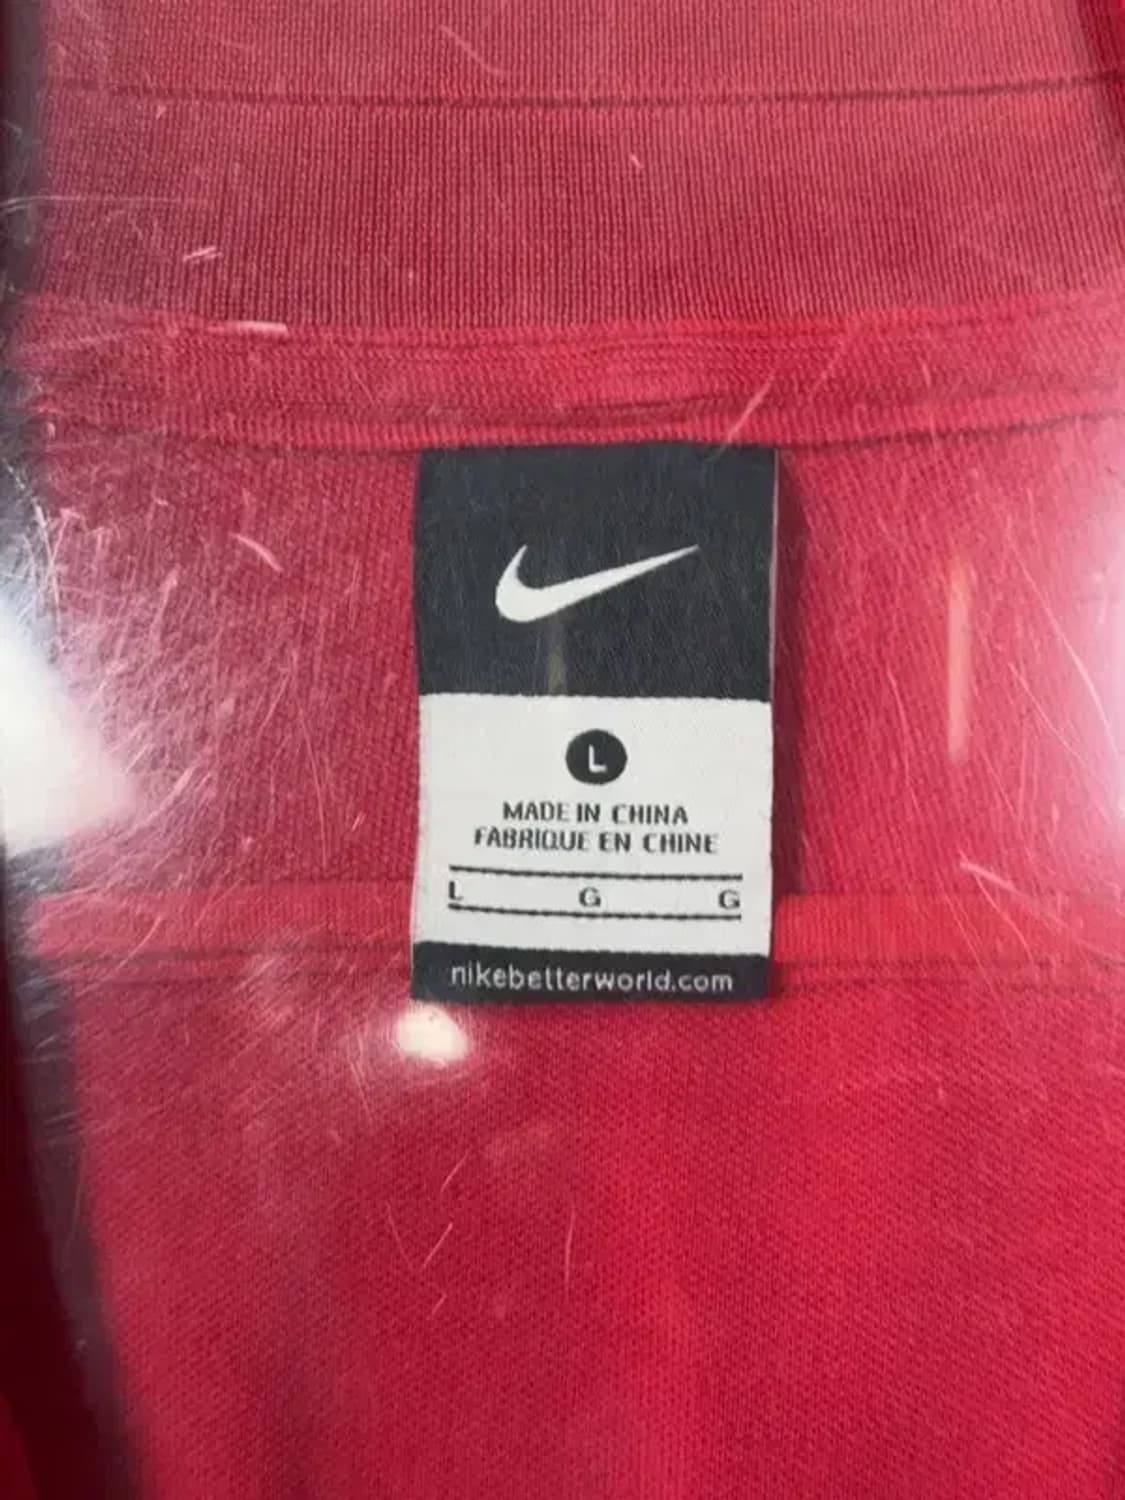 L
MADE IN CHINA
FABRIQUE EN CHINE
L G G
nikebetterworld.com